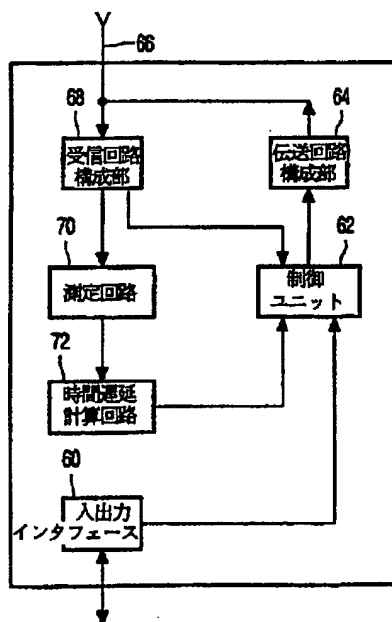 66
68
受信回路
構成部
64
伝送回路
構成部
70
測定回路
62
制御
ユニット
72
時間遅延
計算回路
60
入出力
インタフェース